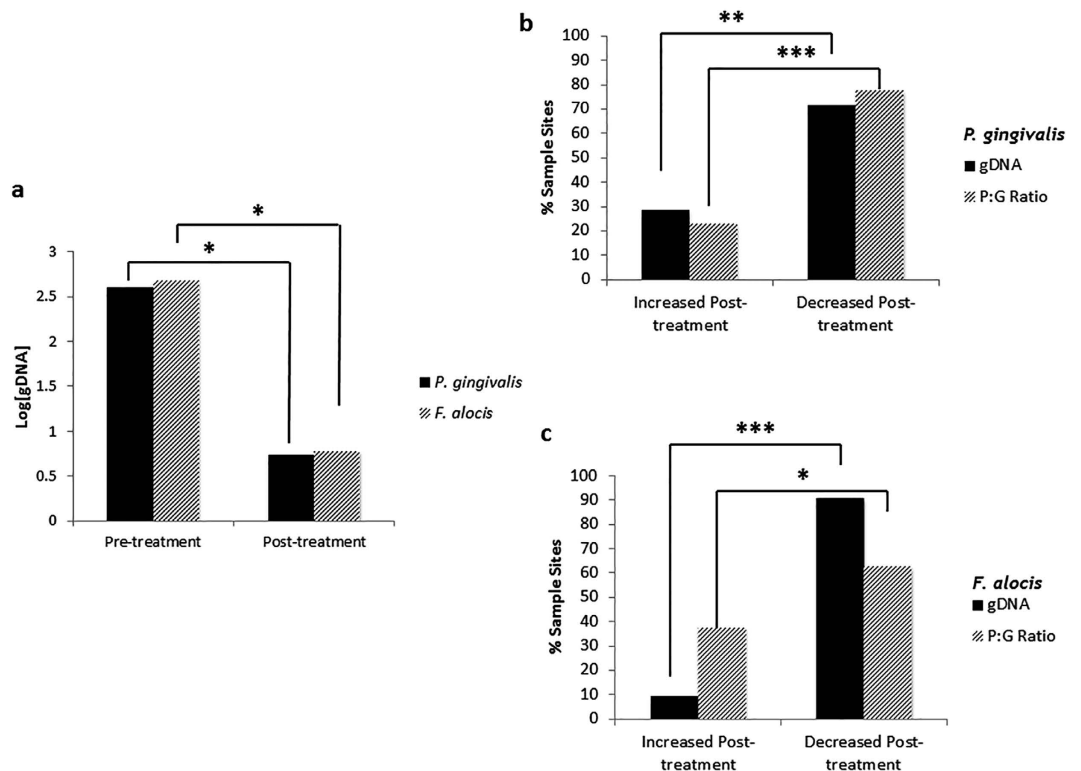 a
*
*
3
2.5
2
1.5
1
0.5
0
Log[gDNA]
Pre-treatment
Post-treatment
P. gingivalis
F. alocis
b
**
***
100
90
80
70
60
50
40
30
20
10
0
% Sample Sites
Increased Post-
treatment
Decreased Post-
treatment
P. gingivalis
gDNA
P:G Ratio
c
***
*
100
90
80
70
60
50
40
30
20
10
0
% Sample Sites
Increased Post-
treatment
Decreased Post-
treatment
F. alocis
gDNA
P:G Ratio